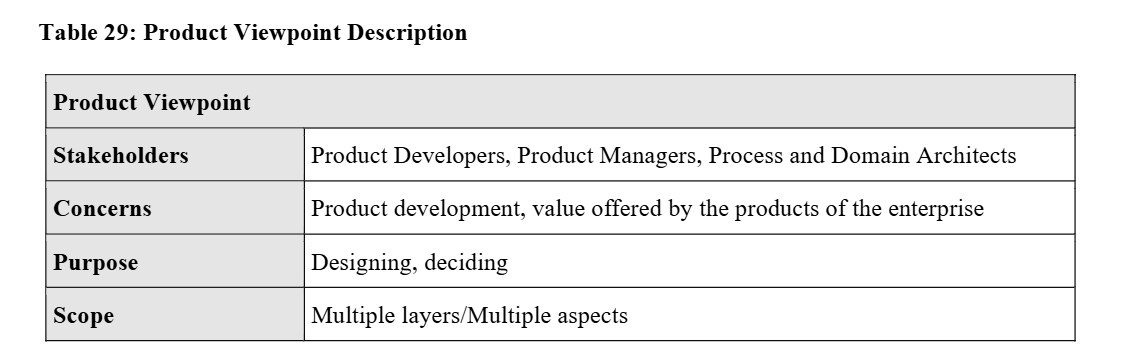 Table 29: Product Viewpoint Description
Product Viewpoint
Stakeholders Product Developers, Product Managers, Process and Domain Architects
Concerns Product development, value offered by the products of the enterprise
Purpose Designing, deciding
Scope Multiple layers/Multiple aspects